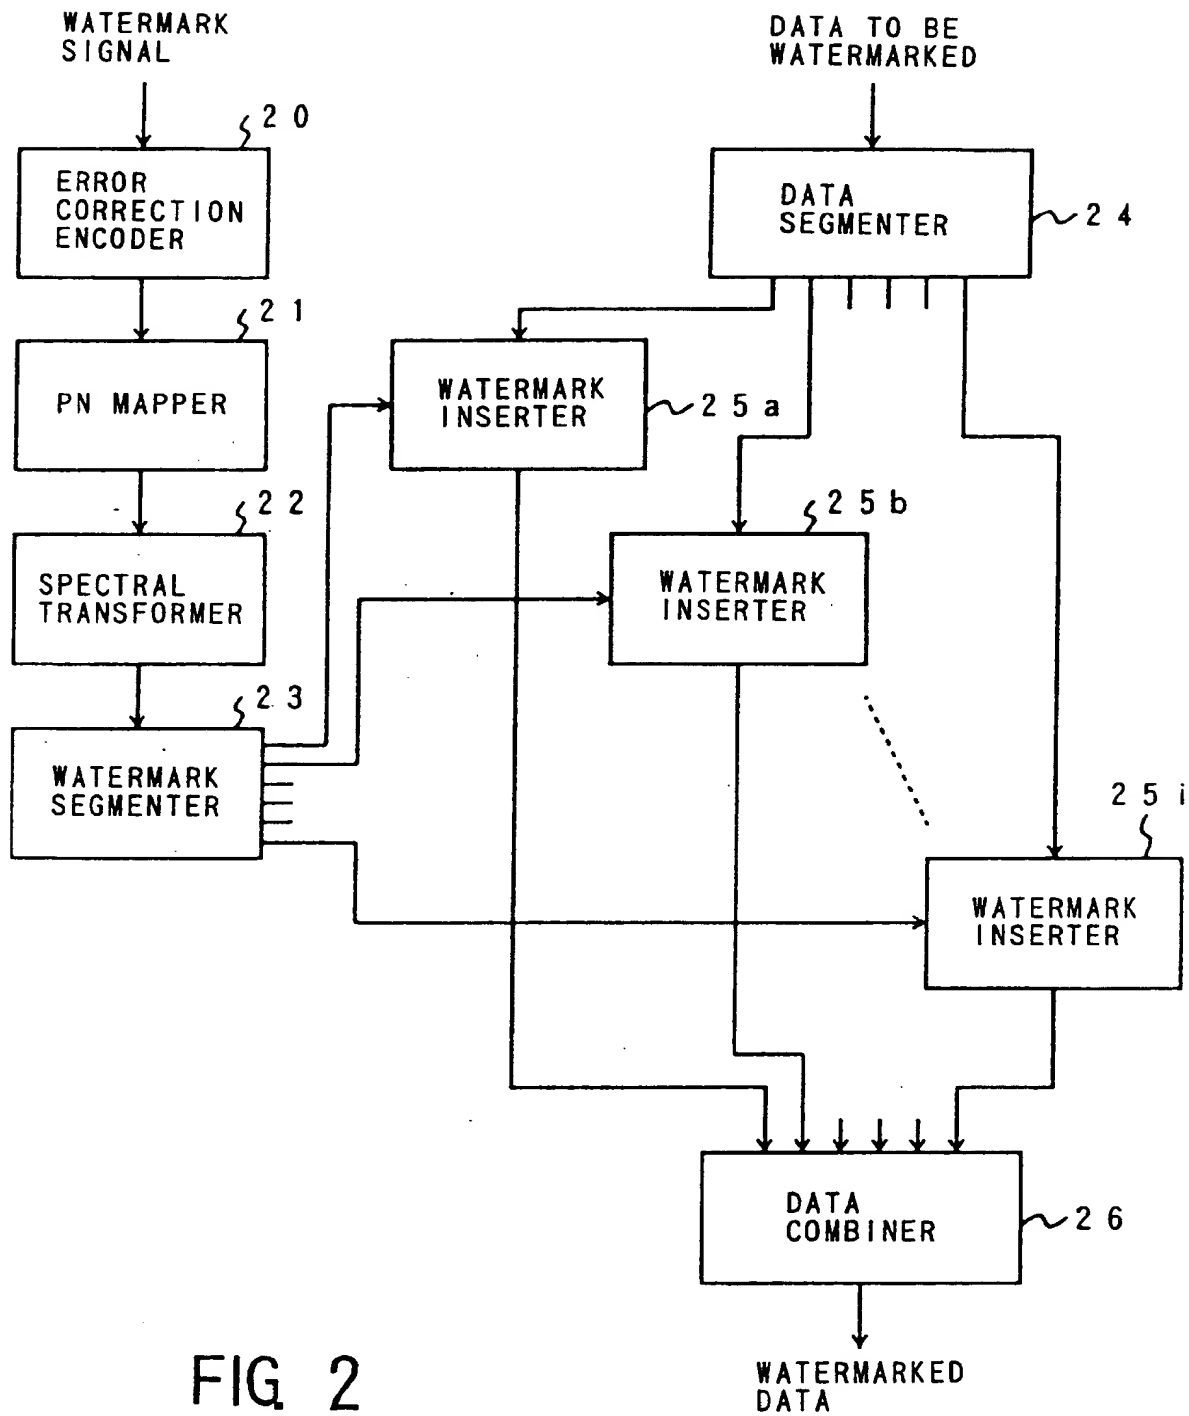 WATERMARK
SIGNAL
DATA TO BE
WATERMARKED
20
ERROR
CORRECTION
ENCODER
DATA
SEGMENTER
24
21
PN MAPPER
WATERMARK
INSERTER
25a
22
SPECTRAL
TRANSFORMER
25b
WATERMARK
INSERTER
23
WATERMARK
SEGMENTER
25i
WATERMARK
INSERTER
DATA
COMBINER
26
WATERMARKED
DATA
FIG. 2